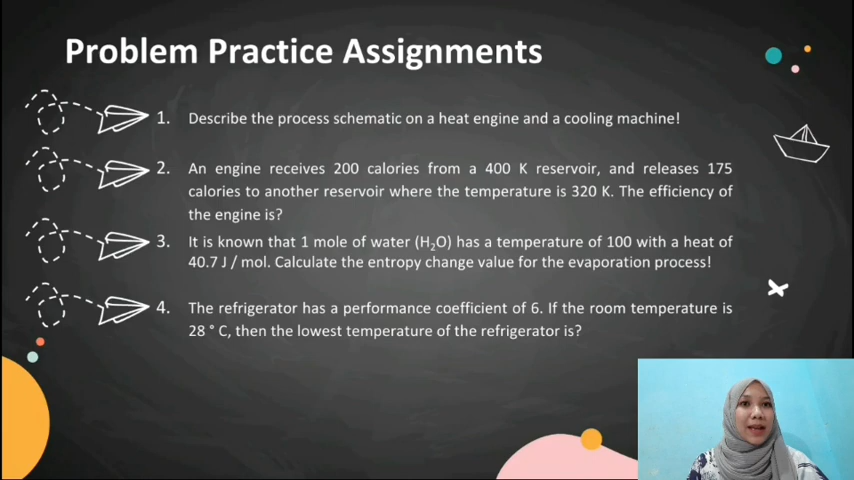 Problem Practice Assignments
1. Describe the process schematic on a heat engine and a cooling machine!
2. An engine receives 200 calories from a 400 K reservoir, and releases 175
calories to another reservoir where the temperature is 320 K. The efficiency of
the engine is?
3. It is known that 1 mole of water (H₂O) has a temperature of 100 with a heat of
40.7 J / mol. Calculate the entropy change value for the evaporation process!
4. The refrigerator has a performance coefficient of 6. If the room temperature is
28 ° C, then the lowest temperature of the refrigerator is?